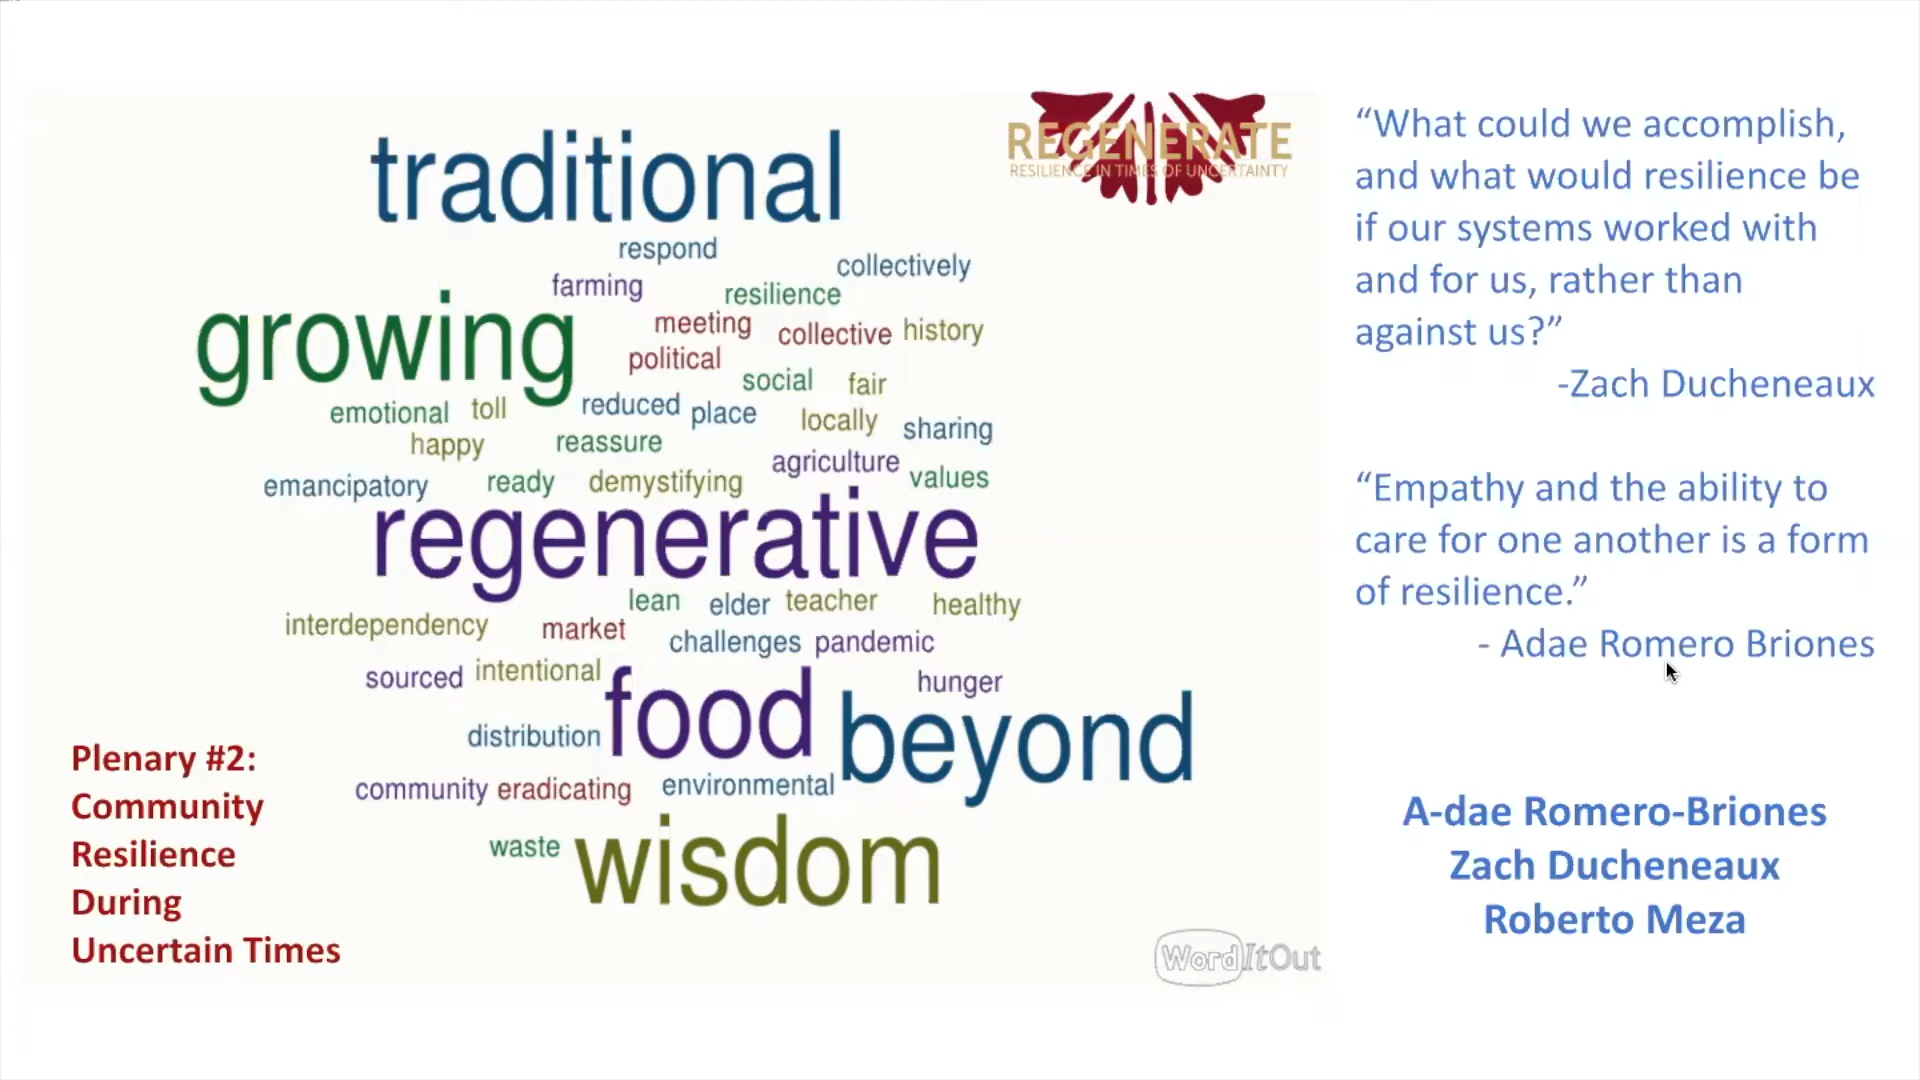 traditional
REGENERATE
RESILIENCE IN TIMES OF UNCERTAINTY
respond
collectively
farming
resilience
growing
meeting
collective
history
political
social
fair
emotional
toll
reduced
place
locally
sharing
happy
reassure
agriculture
values
emancipatory
ready
demystifying
regenerative
lean
elder
teacher
healthy
interdependency
market
challenges
pandemic
sourced
intentional
food
hunger
beyond
distribution
community
eradicating
environmental
waste
wisdom
WordItOut
Plenary #2:
Community
Resilience
During
Uncertain Times
“What could we accomplish,
and what would resilience be
if our systems worked with
and for us, rather than
against us?”
-Zach Ducheneaux
“Empathy and the ability to
care for one another is a form
of resilience.”
- Adae Romero Briones
A-dae Romero-Briones
Zach Ducheneaux
Roberto Meza